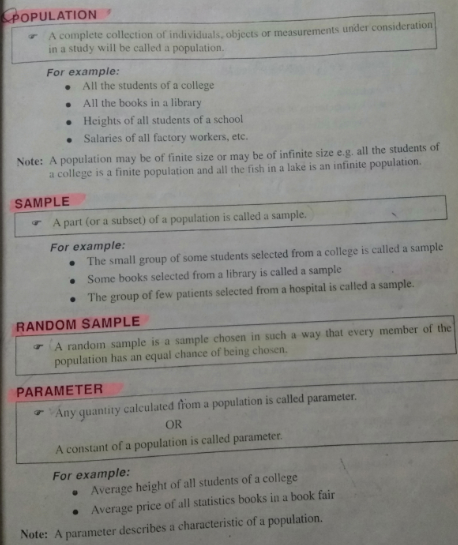 POPULATION
☞ A complete collection of individuals, objects or measurements under consideration
in a study will be called a population.
For example:
• All the students of a college
• All the books in a library
• Heights of all students of a school
• Salaries of all factory workers, etc.
Note: A population may be of finite size or may be of infinite size e.g. all the students of
a college is a finite population and all the fish in a lake is an infinite population.
SAMPLE
☞ A part (or a subset) of a population is called a sample.
For example:
• The small group of some students selected from a college is called a sample
• Some books selected from a library is called a sample
• The group of few patients selected from a hospital is called a sample.
RANDOM SAMPLE
☞ A random sample is a sample chosen in such a way that every member of the
population has an equal chance of being chosen.
PARAMETER
☞ Any quantity calculated from a population is called parameter.
OR
A constant of a population is called parameter.
For example:
• Average height of all students of a college
• Average price of all statistics books in a book fair
Note: A parameter describes a characteristic of a population.